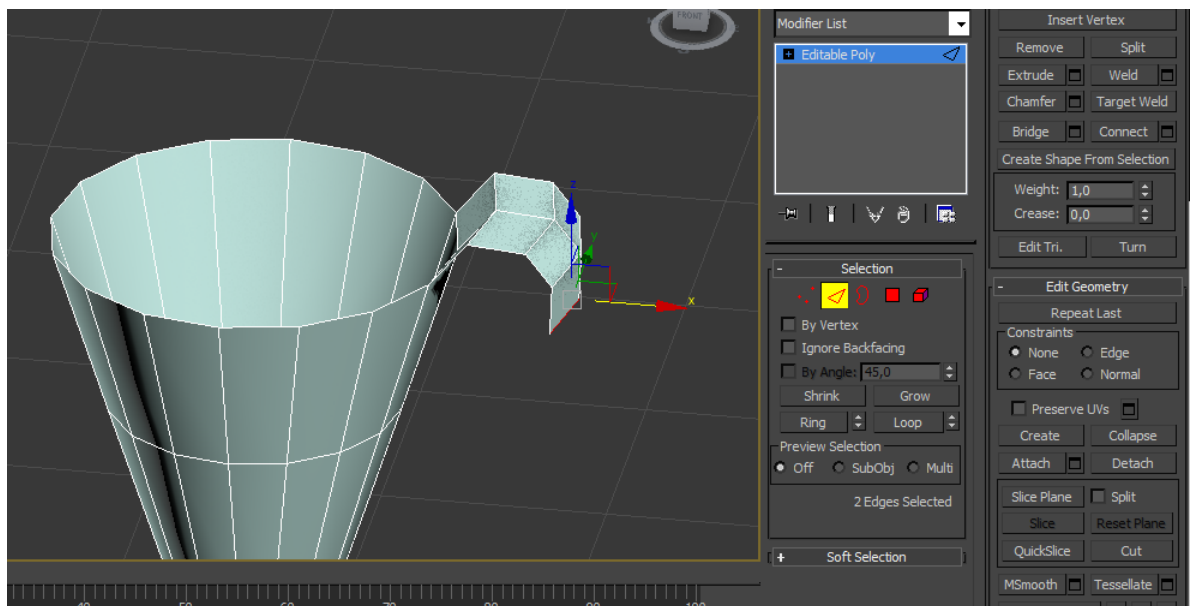 FRONT
z
y
x
40
50
60
70
80
90
100
Modifier List
Editable Poly
Selection
By Vertex
Ignore Backfacing
By Angle: 45,0
Shrink Grow
Ring Loop
Preview Selection
Off SubObj Multi
2 Edges Selected
+ Soft Selection
Insert Vertex
Remove Split
Extrude Weld
Chamfer Target Weld
Bridge Connect
Create Shape From Selection
Weight: 1,0
Crease: 0,0
Edit Tri. Turn
- Edit Geometry
Repeat Last
Constraints
None Edge
Face Normal
Preserve UVs
Create Collapse
Attach Detach
Slice Plane Split
Slice Reset Plane
QuickSlice Cut
MSmooth Tessellate